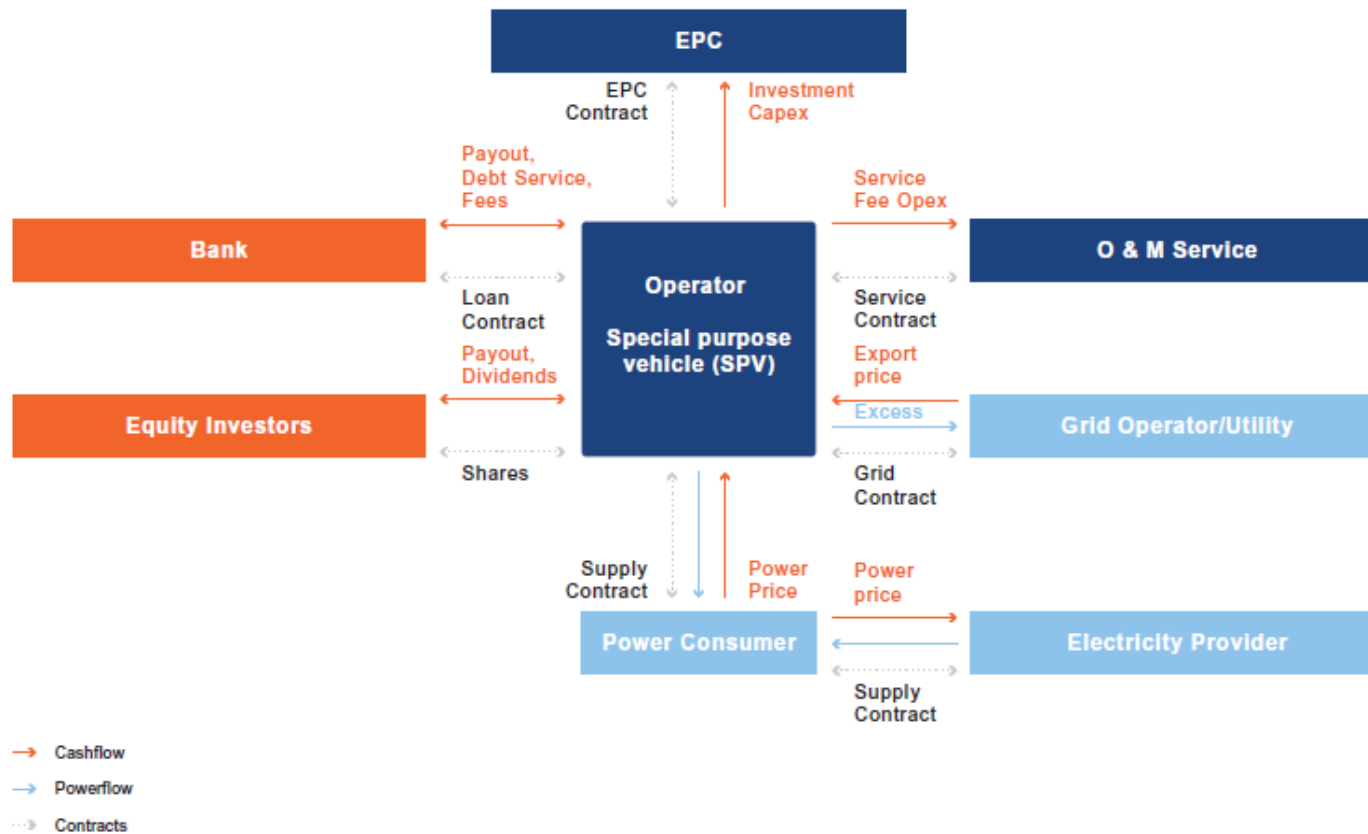 EPC
EPC
Contract
Investment
Capex
Payout,
Debt Service,
Fees
Service
Fee Opex
Bank
Operator
Special purpose
vehicle (SPV)
O & M Service
Loan
Contract
Service
Contract
Payout,
Dividends
Export
price
Equity Investors
Excess
Grid Operator/Utility
Shares
Grid
Contract
Supply
Contract
Power
Price
Power
price
Power Consumer
Electricity Provider
Supply
Contract
Cashflow
Powerflow
Contracts